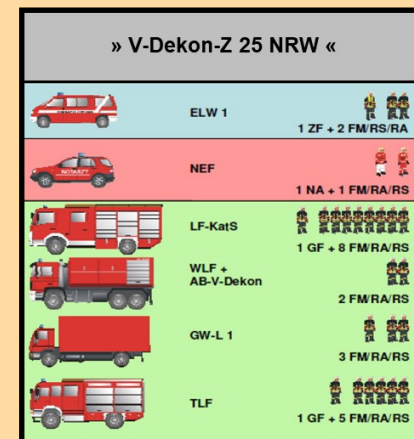 » V-Dekon-Z 25 NRW «
ELW 1
1 ZF + 2 FM/RS/RA
NOTARZT
NEF
1 NA + 1 FM/RA/RS
LF-KatS
1 GF + 8 FM/RA/RS
WLF +
AB-V-Dekon
2 FM/RA/RS
GW-L 1
3 FM/RA/RS
TLF
1 GF + 5 FM/RA/RS